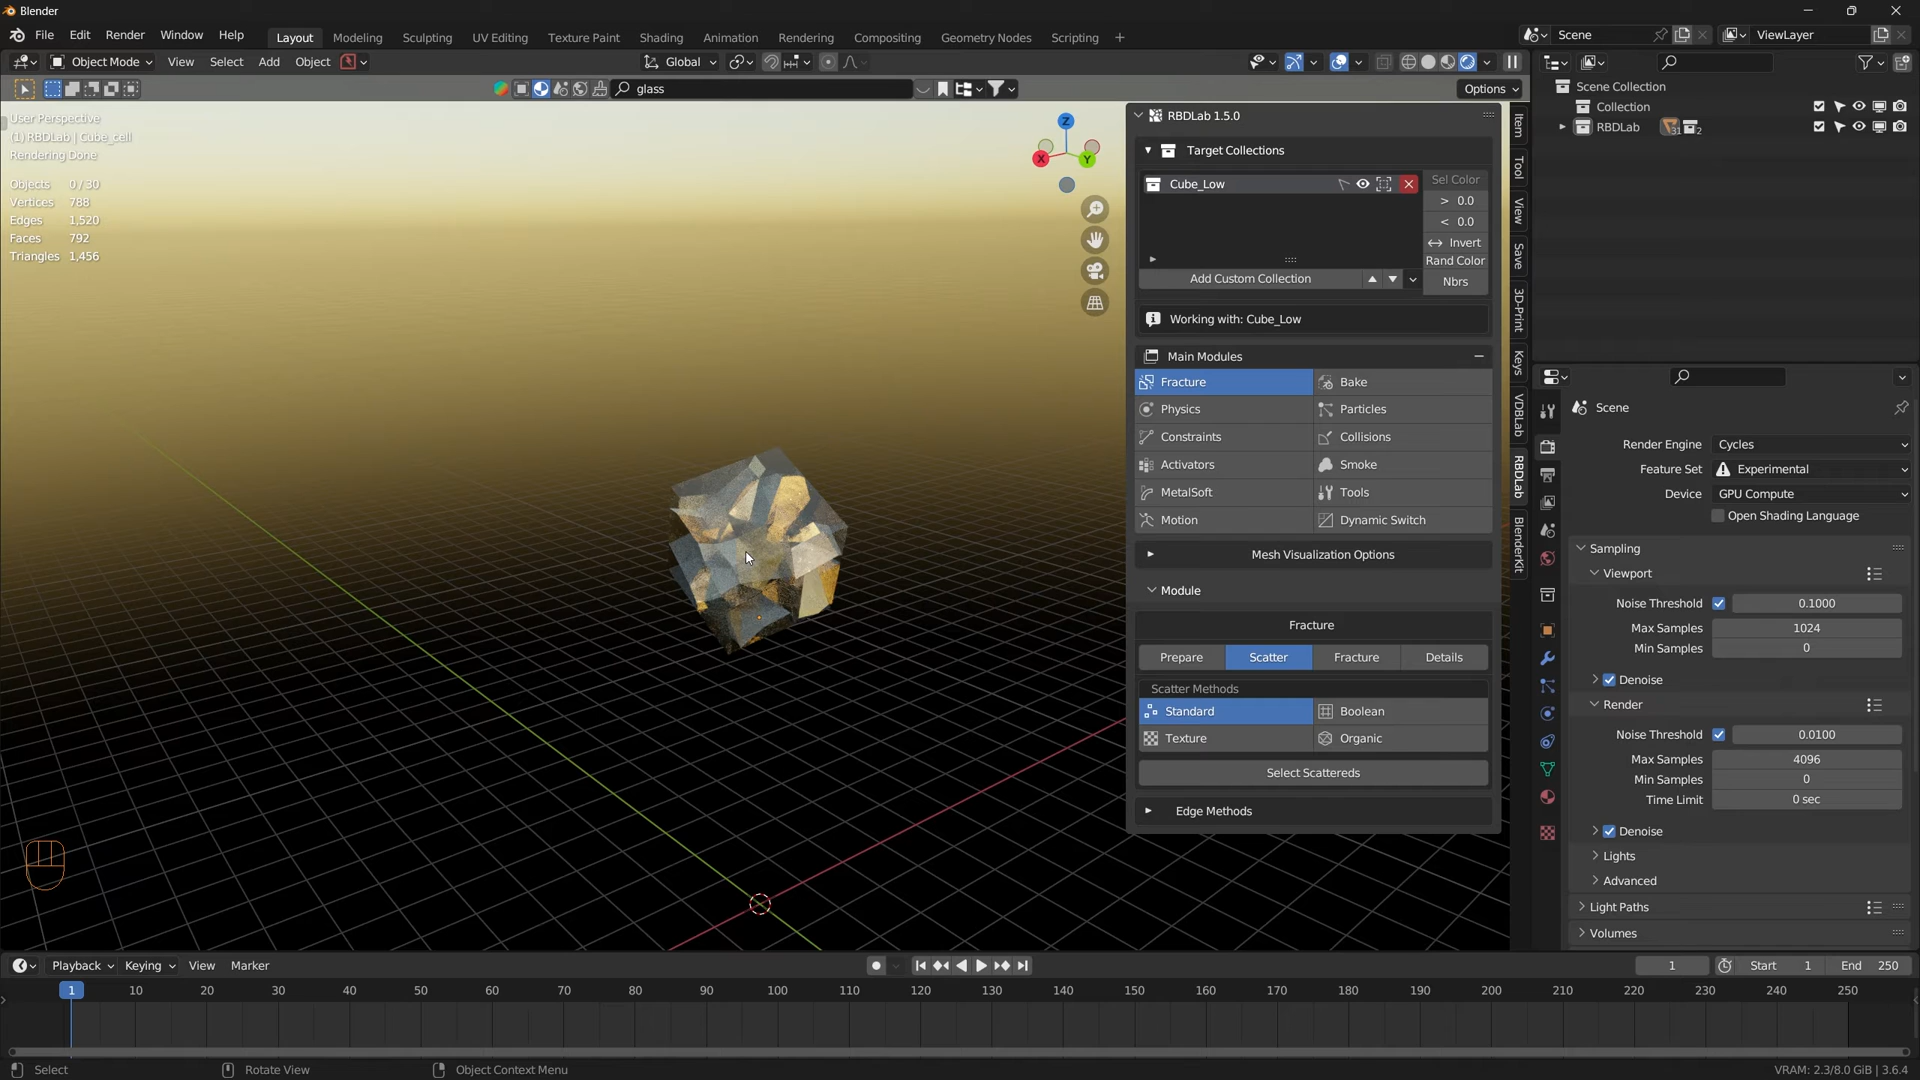 Blender
File Edit Render Window Help Layout Modeling Sculpting UV Editing Texture Paint Shading Animation Rendering Compositing Geometry Nodes Scripting + Scene ViewLayer
Object Mode View Select Add Object Global
glass Options
User Perspective
(1) RBDLab | Cube_cell
Rendering Done
Objects 0/30
Vertices 788
Edges 1,520
Faces 792
Triangles 1,456
Z
X
Y
RBDLab 1.5.0
Target Collections
Cube_Low
Sel Color
> 0.0
< 0.0
Invert
Rand Color
Nbrs
Add Custom Collection
Working with: Cube_Low
Main Modules
Fracture Bake
Physics Particles
Constraints Collisions
Activators Smoke
MetalSoft Tools
Motion Dynamic Switch
Mesh Visualization Options
Module
Fracture
Prepare Scatter Fracture Details
Scatter Methods
Standard Boolean
Texture Organic
Select Scattereds
Edge Methods
Item
Tool
View
Save
3D-Print
Keys
VDBLab
RBDLab
BlenderKit
Scene Collection
Collection
RBDLab 31 2
Scene
Render Engine Cycles
Feature Set Experimental
Device GPU Compute
Open Shading Language
Sampling
Viewport
Noise Threshold 0.1000
Max Samples 1024
Min Samples 0
Denoise
Render
Noise Threshold 0.0100
Max Samples 4096
Min Samples 0
Time Limit 0 sec
Denoise
Lights
Advanced
Light Paths
Volumes
Playback Keying View Marker 1 Start 1 End 250
1 10 20 30 40 50 60 70 80 90 100 110 120 130 140 150 160 170 180 190 200 210 220 230 240 250
Select Rotate View Object Context Menu VRAM: 2.3/8.0 GiB | 3.6.4